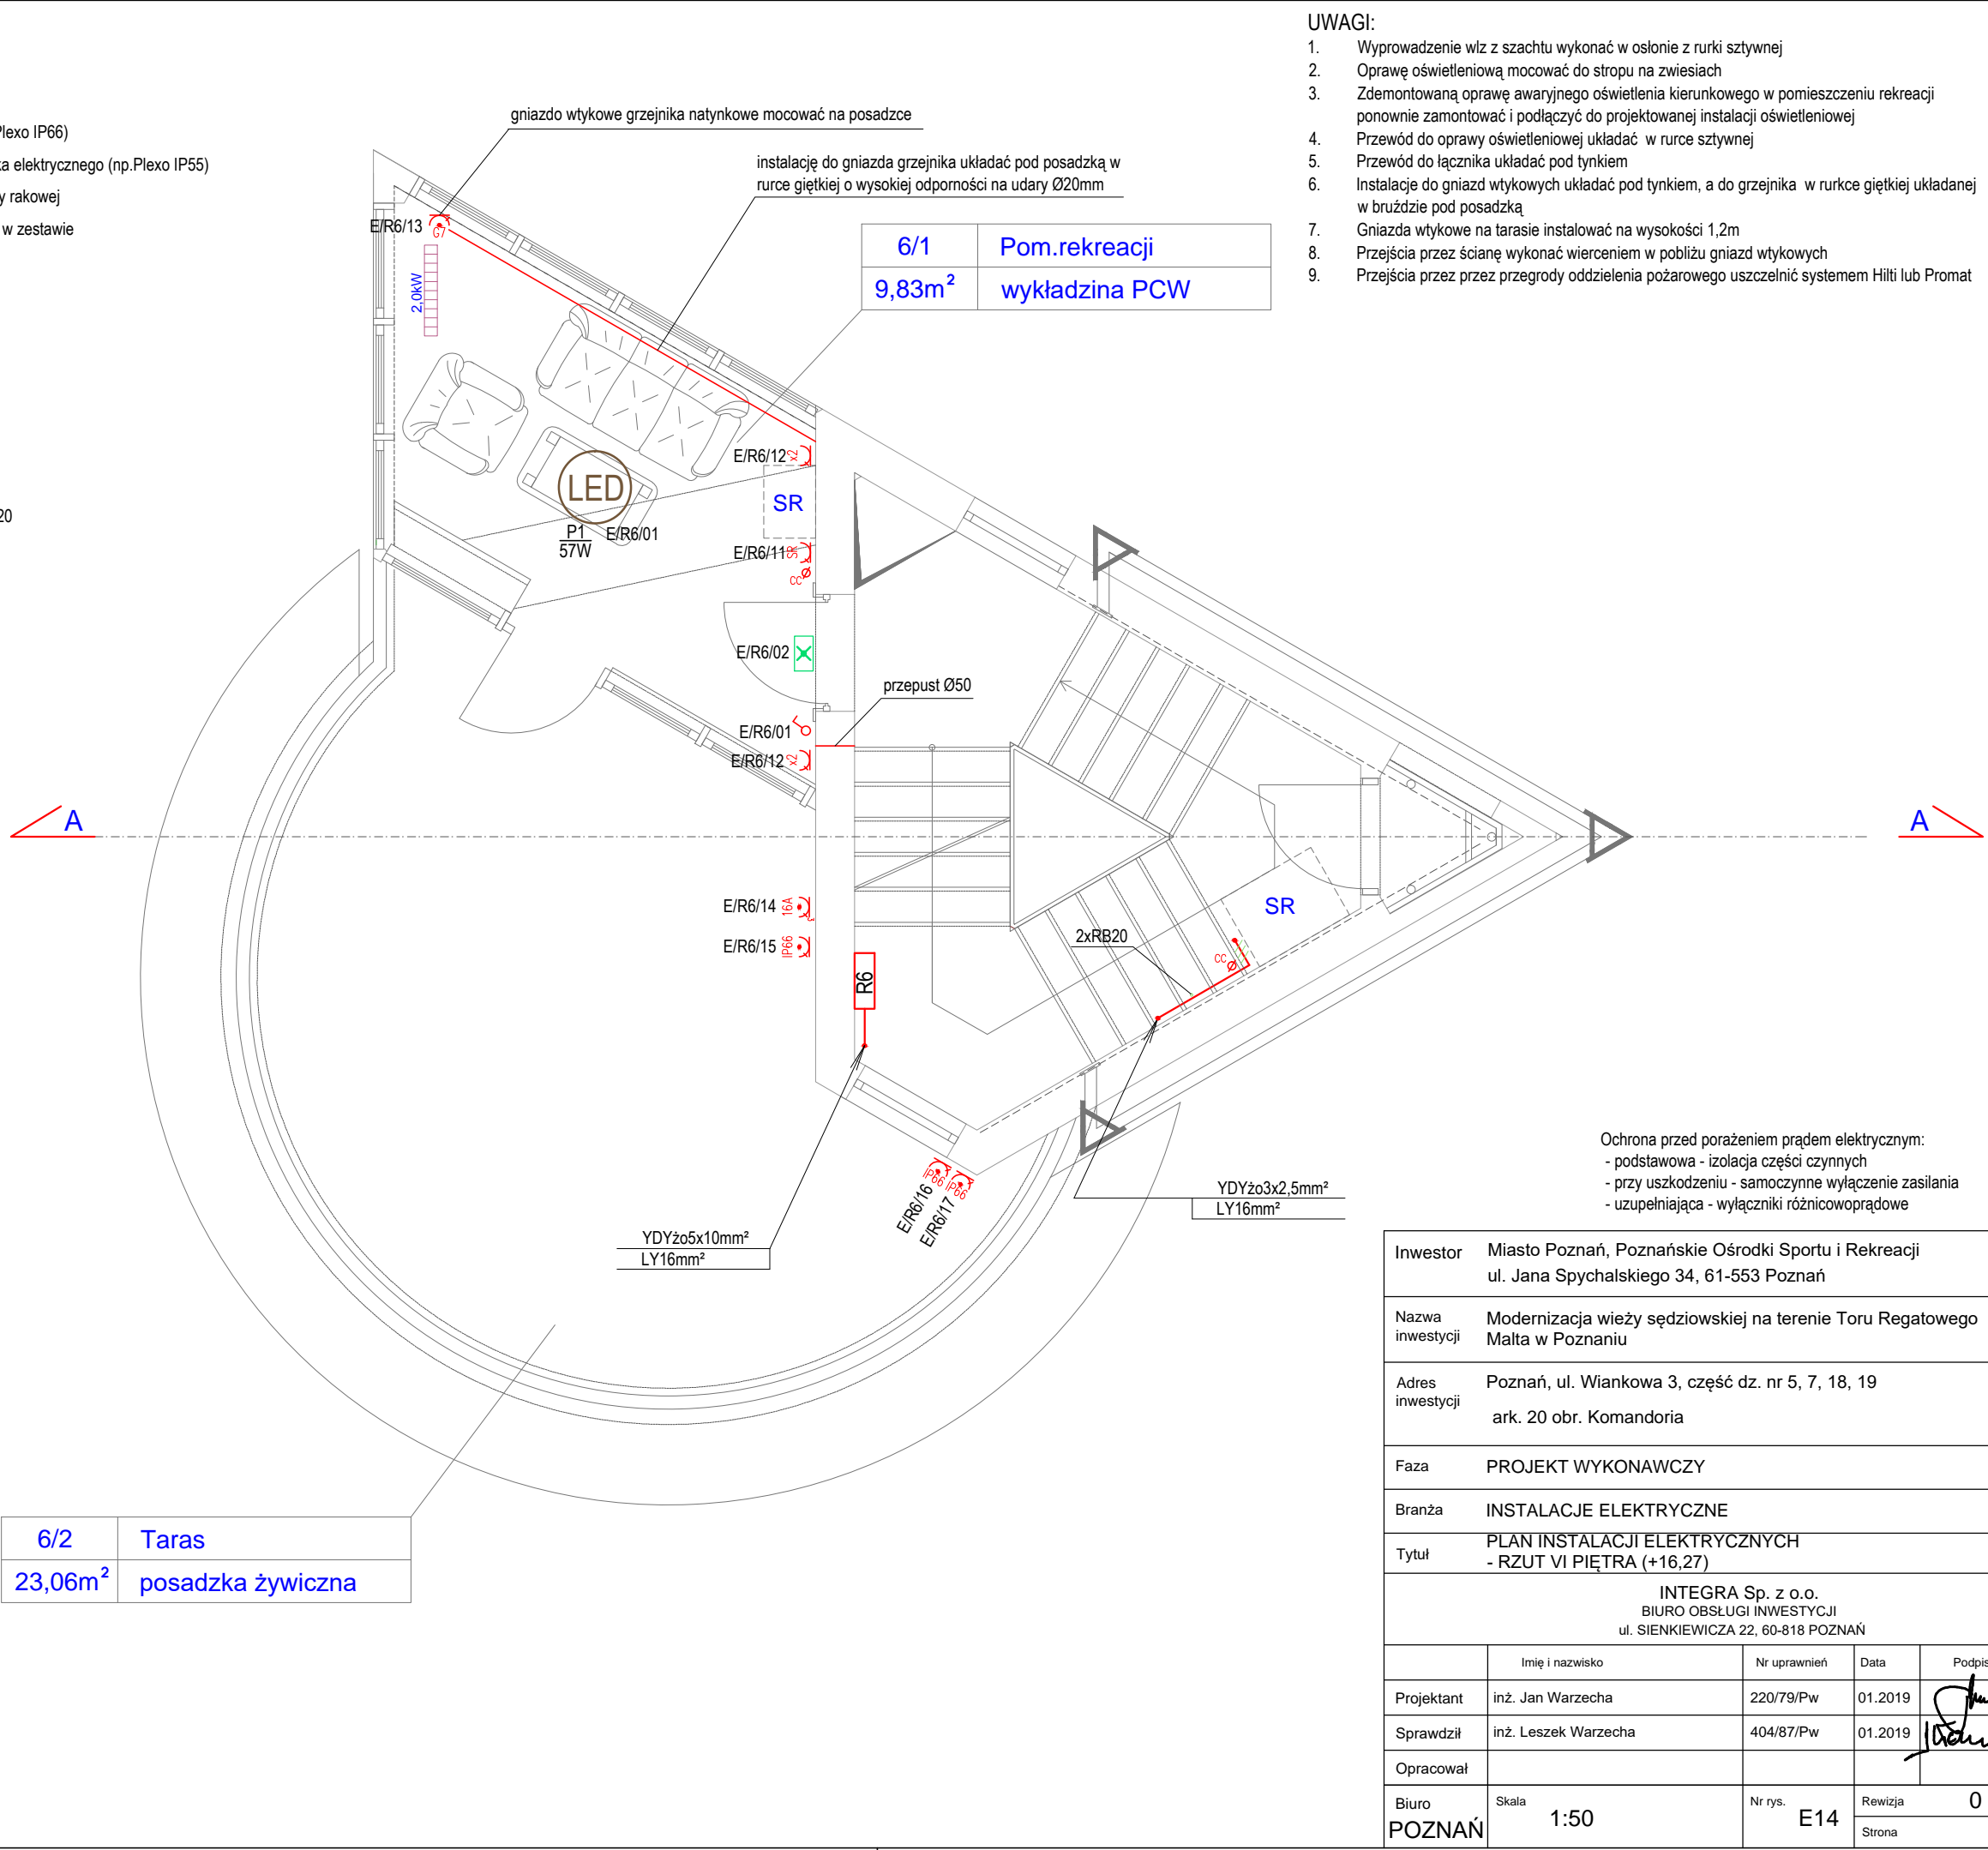 UWAGI:
1. Wyprowadzenie wlz z szachtu wykonać w osłonie z rurki sztywnej
2. Oprawę oświetleniową mocować do stropu na zwiesiach
3. Zdemontowaną oprawę awaryjnego oświetlenia kierunkowego w pomieszczeniu rekreacji
ponownie zamontować i podłączyć do projektowanej instalacji oświetleniowej
4. Przewód do oprawy oświetleniowej układać w rurce sztywnej
5. Przewód do łącznika układać pod tynkiem
6. Instalacje do gniazd wtykowych układać pod tynkiem, a do grzejnika w rurkce giętkiej układanej
w bruździe pod posadzką
7. Gniazda wtykowe na tarasie instalować na wysokości 1,2m
8. Przejścia przez ścianę wykonać wierceniem w pobliżu gniazd wtykowych
9. Przejścia przez przez przegrody oddzielenia pożarowego uszczelnić systemem Hilti lub Promat
Plexo IP66)
ka elektrycznego (np.Plexo IP55)
y rakowej
w zestawie
20
gniazdo wtykowe grzejnika natynkowe mocować na posadzce
instalację do gniazda grzejnika układać pod posadzką w
rurce giętkiej o wysokiej odporności na udary Ø20mm
6/1 Pom.rekreacji
9,83m² wykładzina PCW
E/R6/13
G7
2,0kW
E/R6/12 x2
SR
LED
P1
57W
E/R6/01
E/R6/11 SR
CC
E/R6/02
przepust Ø50
E/R6/01
E/R6/12 x2
A
A
E/R6/14 16A
E/R6/15 IP66
R6
SR
2xRB20
CC
IP66
IP66
E/R6/16
E/R6/17
YDYżo5x10mm²
LY16mm²
YDYżo3x2,5mm²
LY16mm²
6/2 Taras
23,06m² posadzka żywiczna
Ochrona przed porażeniem prądem elektrycznym:
- podstawowa - izolacja części czynnych
- przy uszkodzeniu - samoczynne wyłączenie zasilania
- uzupełniająca - wyłączniki różnicowoprądowe
Inwestor Miasto Poznań, Poznańskie Ośrodki Sportu i Rekreacji
ul. Jana Spychalskiego 34, 61-553 Poznań
Nazwa inwestycji Modernizacja wieży sędziowskiej na terenie Toru Regatowego
Malta w Poznaniu
Adres inwestycji Poznań, ul. Wiankowa 3, część dz. nr 5, 7, 18, 19
ark. 20 obr. Komandoria
Faza PROJEKT WYKONAWCZY
Branża INSTALACJE ELEKTRYCZNE
Tytuł PLAN INSTALACJI ELEKTRYCZNYCH
- RZUT VI PIĘTRA (+16,27)
INTEGRA Sp. z o.o.
BIURO OBSŁUGI INWESTYCJI
ul. SIENKIEWICZA 22, 60-818 POZNAŃ
Imię i nazwisko Nr uprawnień Data Podpis
Projektant inż. Jan Warzecha 220/79/Pw 01.2019
Sprawdził inż. Leszek Warzecha 404/87/Pw 01.2019
Opracował
Biuro POZNAŃ Skala 1:50 Nr rys. E14 Rewizja 0
Strona